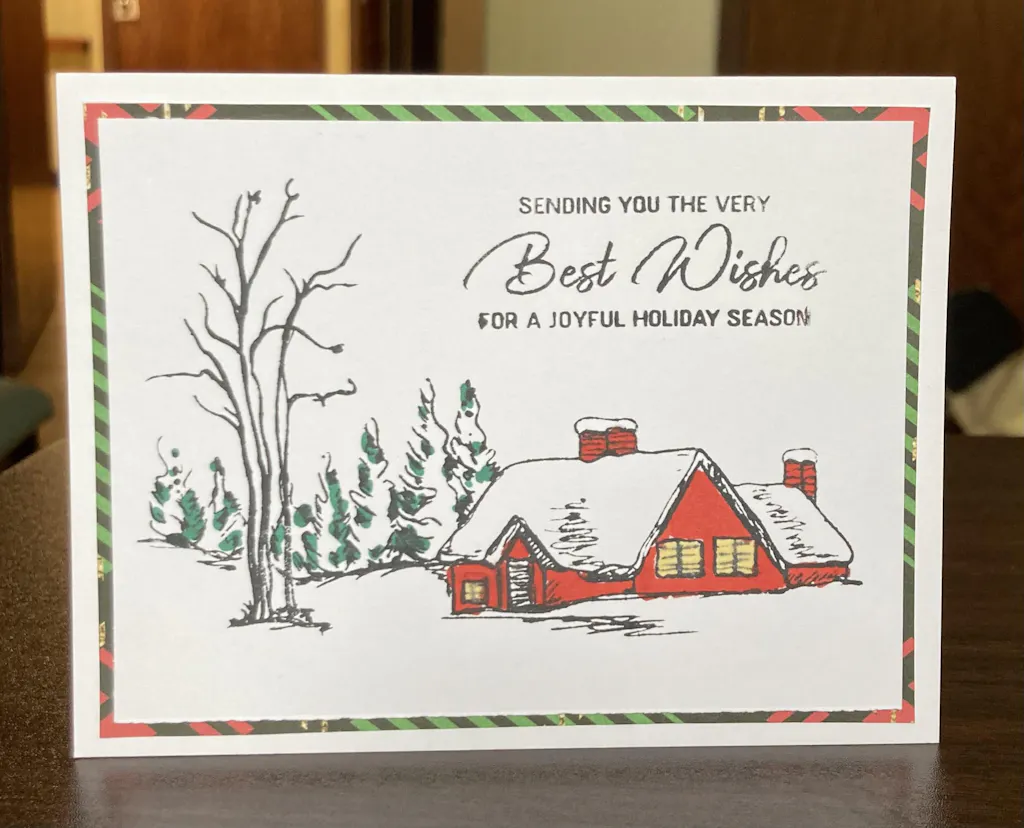 SENDING YOU THE VERY
Best Wishes
FOR A JOYFUL HOLIDAY SEASON